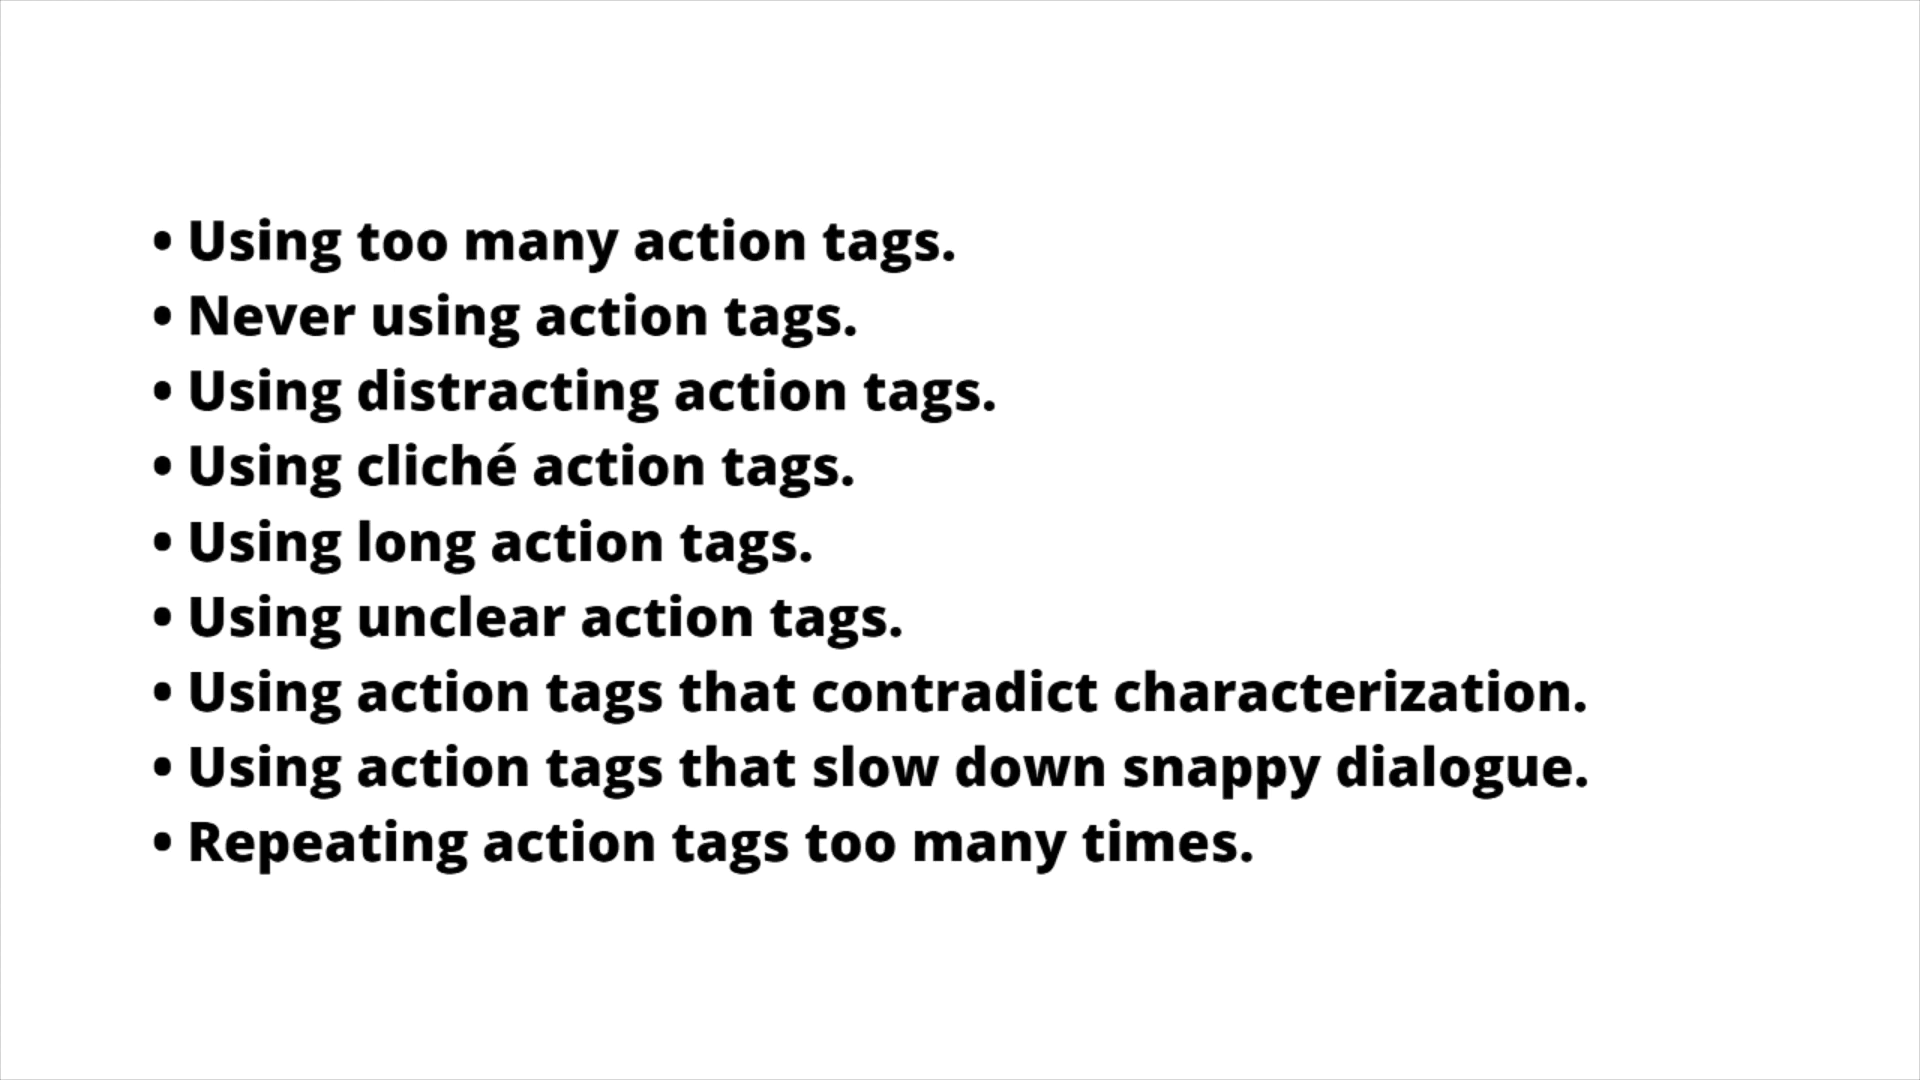 • Using too many action tags.
• Never using action tags.
• Using distracting action tags.
• Using cliché action tags.
• Using long action tags.
• Using unclear action tags.
• Using action tags that contradict characterization.
• Using action tags that slow down snappy dialogue.
• Repeating action tags too many times.